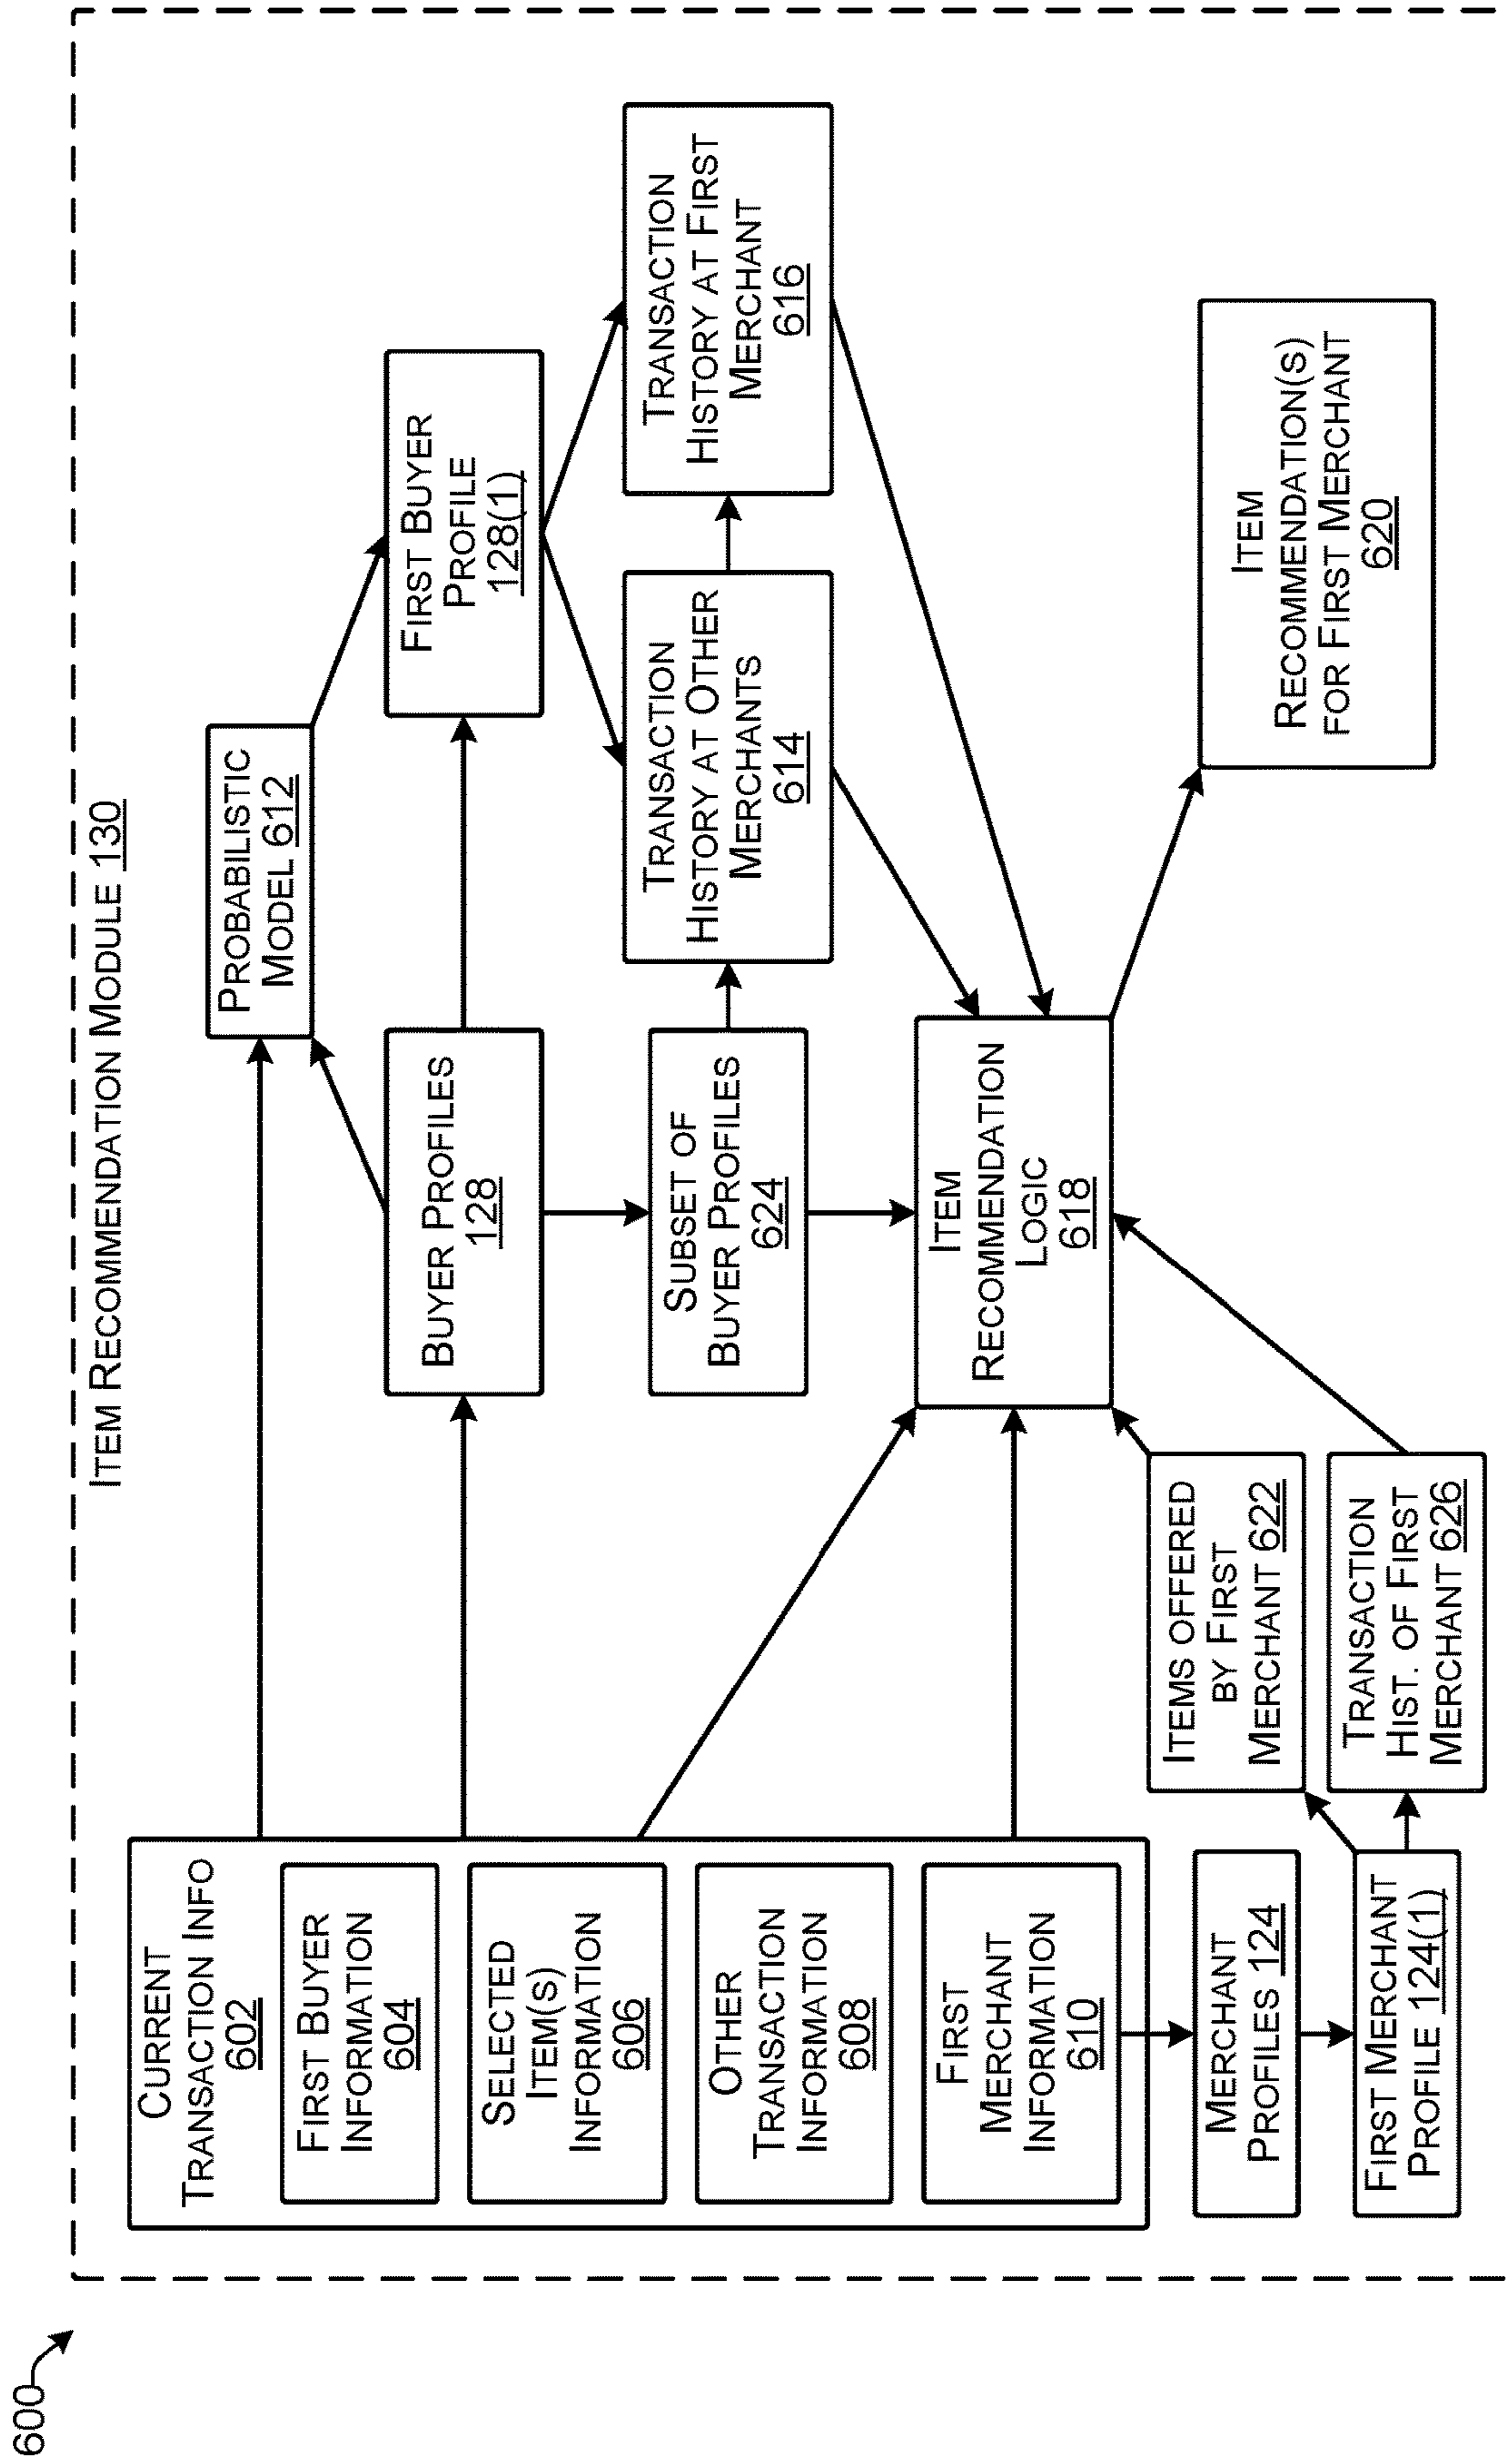 600
ITEM RECOMMENDATION MODULE 130
CURRENT
TRANSACTION INFO
602
FIRST BUYER
INFORMATION
604
SELECTED
ITEM(S)
INFORMATION
606
OTHER
TRANSACTION
INFORMATION
608
FIRST
MERCHANT
INFORMATION
610
MERCHANT
PROFILES 124
FIRST MERCHANT
PROFILE 124(1)
ITEMS OFFERED
BY FIRST
MERCHANT 622
TRANSACTION
HIST. OF FIRST
MERCHANT 626
PROBABILISTIC
MODEL 612
BUYER PROFILES
128
SUBSET OF
BUYER PROFILES
624
ITEM
RECOMMENDATION
LOGIC
618
FIRST BUYER
PROFILE
128(1)
TRANSACTION
HISTORY AT OTHER
MERCHANTS
614
TRANSACTION
HISTORY AT FIRST
MERCHANT
616
ITEM
RECOMMENDATION(S)
FOR FIRST MERCHANT
620